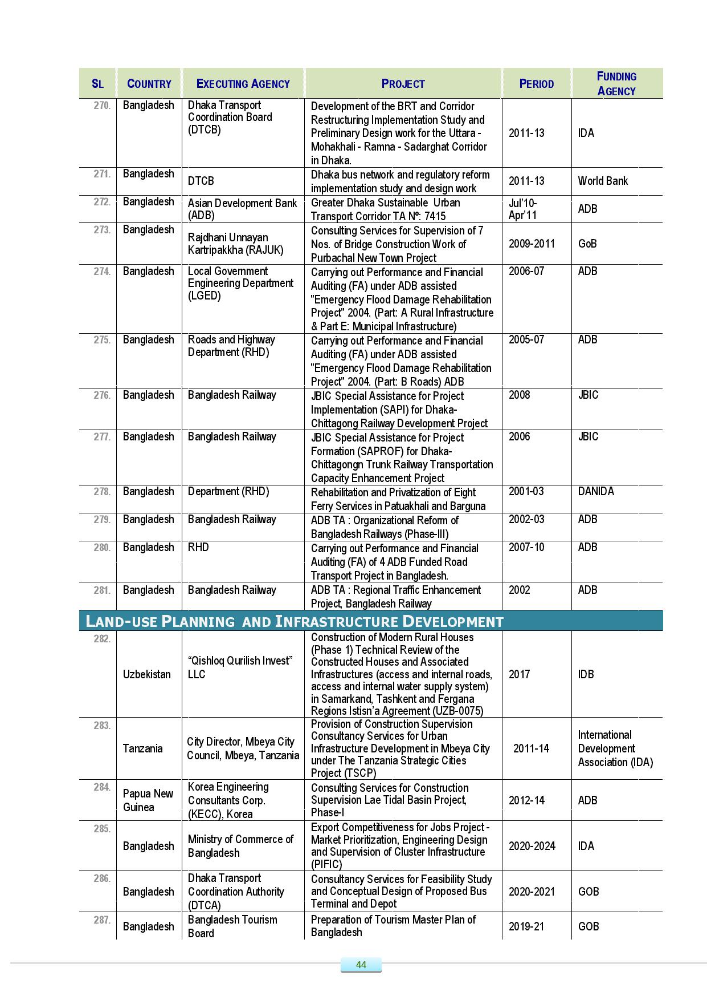 SL COUNTRY EXECUTING AGENCY PROJECT PERIOD FUNDING AGENCY
270. Bangladesh Dhaka Transport Coordination Board (DTCB) Development of the BRT and Corridor Restructuring Implementation Study and Preliminary Design work for the Uttara - Mohakhali - Ramna - Sadarghat Corridor in Dhaka. 2011-13 IDA
271. Bangladesh DTCB Dhaka bus network and regulatory reform implementation study and design work 2011-13 World Bank
272. Bangladesh Asian Development Bank (ADB) Greater Dhaka Sustainable Urban Transport Corridor TA Nº: 7415 Jul’10-Apr’11 ADB
273. Bangladesh Rajdhani Unnayan Kartripakkha (RAJUK) Consulting Services for Supervision of 7 Nos. of Bridge Construction Work of Purbachal New Town Project 2009-2011 GoB
274. Bangladesh Local Government Engineering Department (LGED) Carrying out Performance and Financial Auditing (FA) under ADB assisted "Emergency Flood Damage Rehabilitation Project" 2004. (Part: A Rural Infrastructure & Part E: Municipal Infrastructure) 2006-07 ADB
275. Bangladesh Roads and Highway Department (RHD) Carrying out Performance and Financial Auditing (FA) under ADB assisted "Emergency Flood Damage Rehabilitation Project" 2004. (Part: B Roads) ADB 2005-07 ADB
276. Bangladesh Bangladesh Railway JBIC Special Assistance for Project Implementation (SAPI) for Dhaka-Chittagong Railway Development Project 2008 JBIC
277. Bangladesh Bangladesh Railway JBIC Special Assistance for Project Formation (SAPROF) for Dhaka-Chittagongn Trunk Railway Transportation Capacity Enhancement Project 2006 JBIC
278. Bangladesh Department (RHD) Rehabilitation and Privatization of Eight Ferry Services in Patuakhali and Barguna 2001-03 DANIDA
279. Bangladesh Bangladesh Railway ADB TA : Organizational Reform of Bangladesh Railways (Phase-III) 2002-03 ADB
280. Bangladesh RHD Carrying out Performance and Financial Auditing (FA) of 4 ADB Funded Road Transport Project in Bangladesh. 2007-10 ADB
281. Bangladesh Bangladesh Railway ADB TA : Regional Traffic Enhancement Project, Bangladesh Railway 2002 ADB
LAND-USE PLANNING AND INFRASTRUCTURE DEVELOPMENT
282. Uzbekistan “Qishloq Qurilish Invest” LLC Construction of Modern Rural Houses (Phase 1) Technical Review of the Constructed Houses and Associated Infrastructures (access and internal roads, access and internal water supply system) in Samarkand, Tashkent and Fergana Regions Istisn’a Agreement (UZB-0075) 2017 IDB
283. Tanzania City Director, Mbeya City Council, Mbeya, Tanzania Provision of Construction Supervision Consultancy Services for Urban Infrastructure Development in Mbeya City under The Tanzania Strategic Cities Project (TSCP) 2011-14 International Development Association (IDA)
284. Papua New Guinea Korea Engineering Consultants Corp. (KECC), Korea Consulting Services for Construction Supervision Lae Tidal Basin Project, Phase-I 2012-14 ADB
285. Bangladesh Ministry of Commerce of Bangladesh Export Competitiveness for Jobs Project - Market Prioritization, Engineering Design and Supervision of Cluster Infrastructure (PIFIC) 2020-2024 IDA
286. Bangladesh Dhaka Transport Coordination Authority (DTCA) Consultancy Services for Feasibility Study and Conceptual Design of Proposed Bus Terminal and Depot 2020-2021 GOB
287. Bangladesh Bangladesh Tourism Board Preparation of Tourism Master Plan of Bangladesh 2019-21 GOB
44